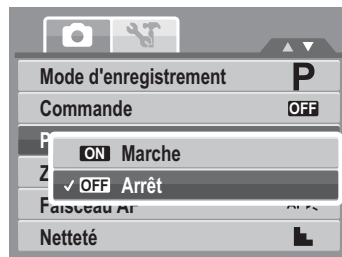 Mode d'enregistrement P
Commande OFF
P
ON Marche
Z
✓ OFF Arrêt
Faisceau AF
Netteté